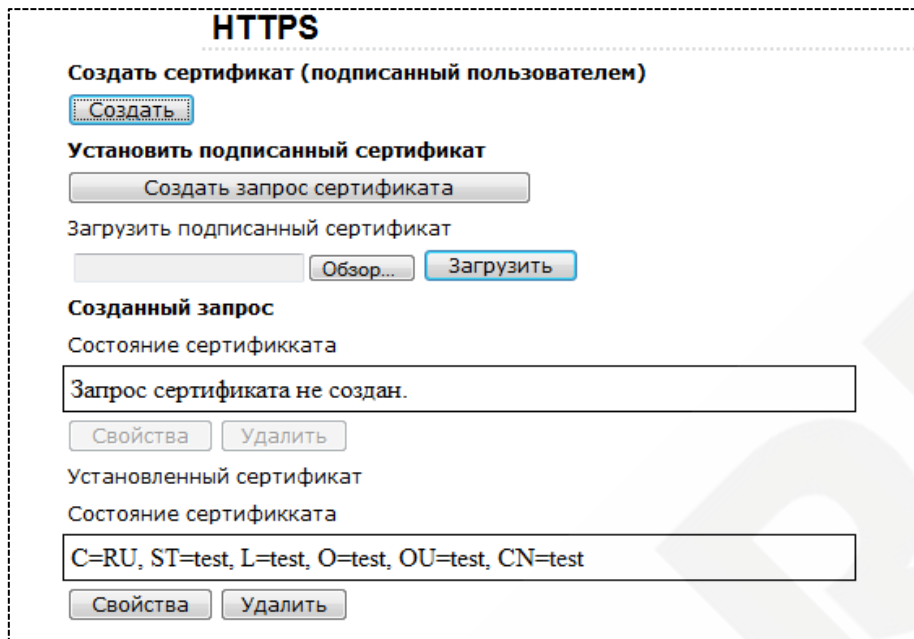 HTTPS
Создать сертификат (подписанный пользователем)
Создать
Установить подписанный сертификат
Создать запрос сертификата
Загрузить подписанный сертификат
Обзор... Загрузить
Созданный запрос
Состояние сертификката
Запрос сертификата не создан.
Свойства Удалить
Установленный сертификат
Состояние сертификката
C=RU, ST=test, L=test, O=test, OU=test, CN=test
Свойства Удалить